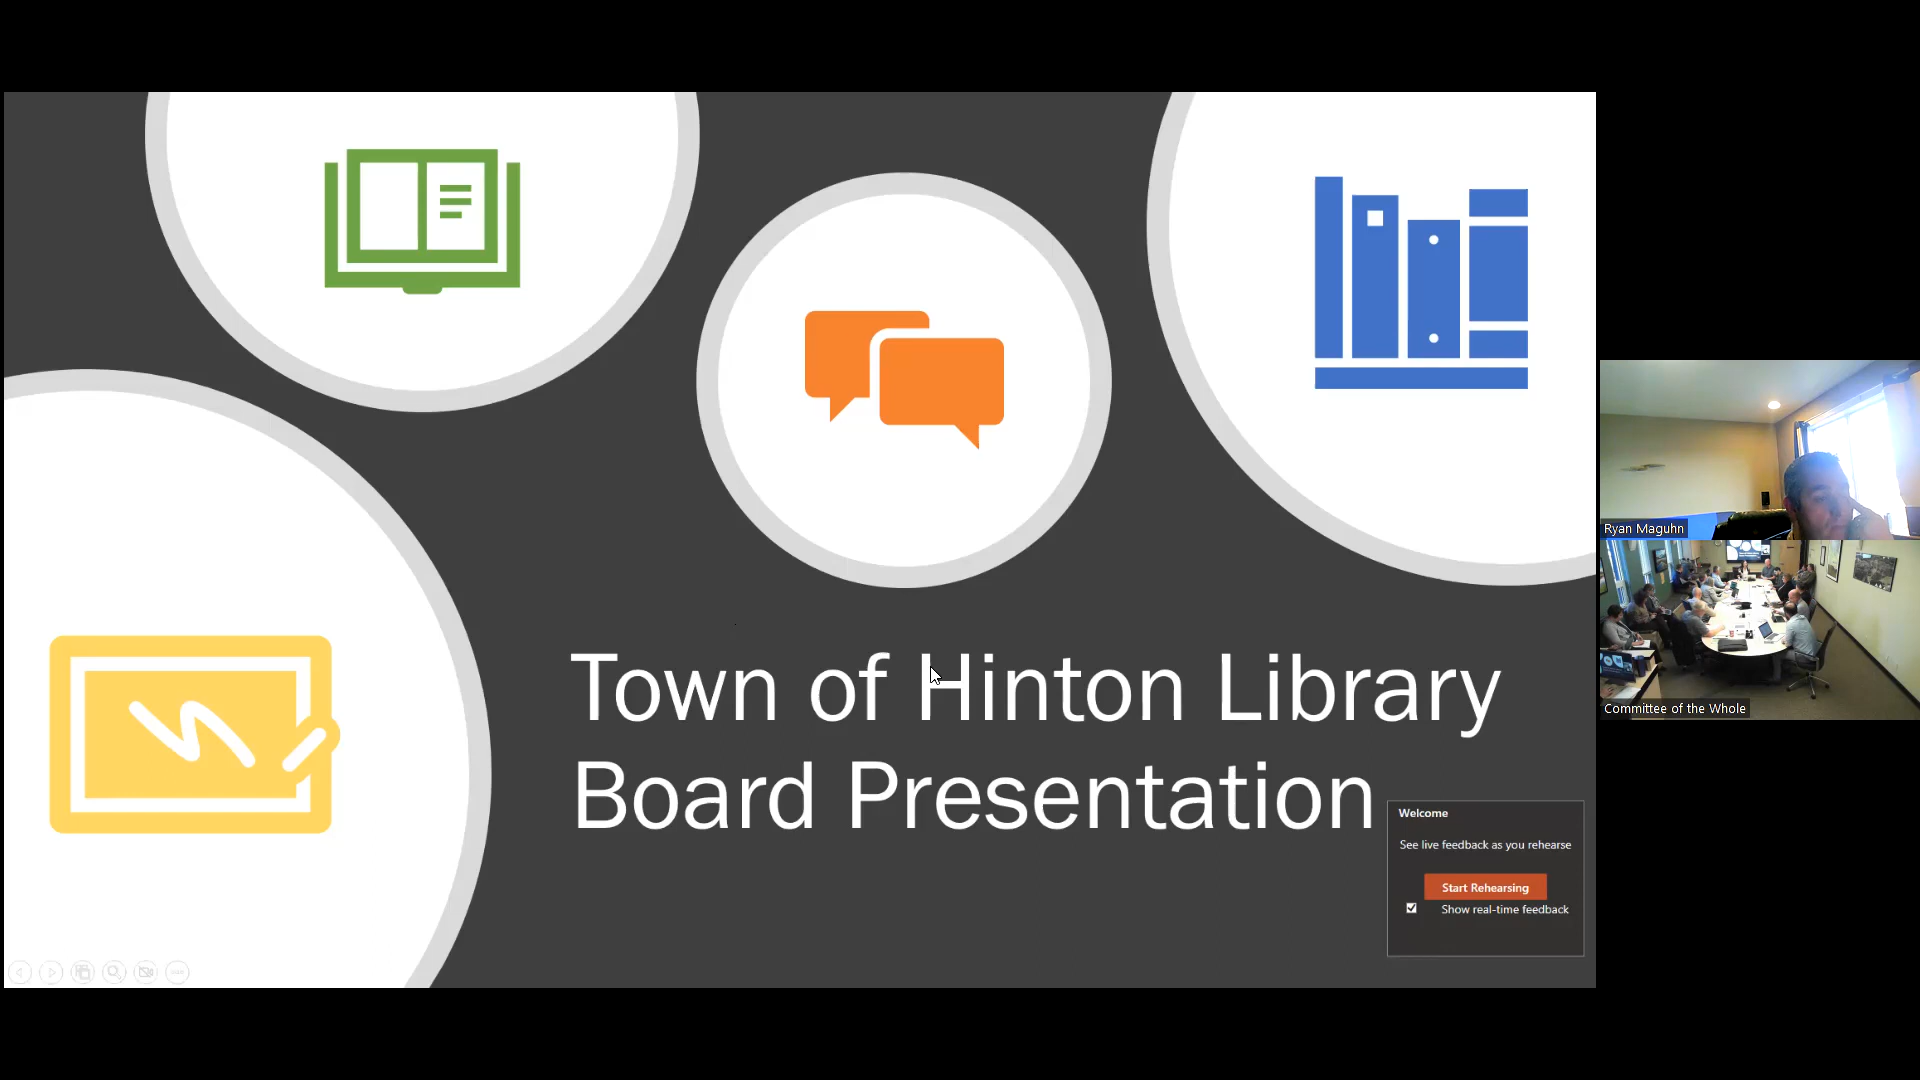 Town of Hinton Library
Board Presentation
Welcome
See live feedback as you rehearse
Start Rehearsing
Show real-time feedback
Ryan Maguhn
Committee of the Whole